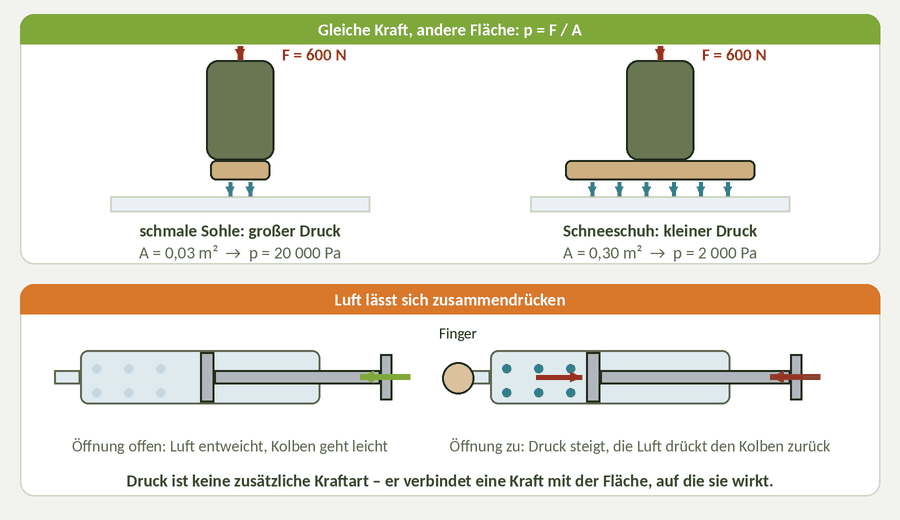 Gleiche Kraft, andere Fläche: p = F / A
F = 600 N
F = 600 N
schmale Sohle: großer Druck
A = 0,03 m² → p = 20 000 Pa
Schneeschuh: kleiner Druck
A = 0,30 m² → p = 2 000 Pa
Luft lässt sich zusammendrücken
Finger
Öffnung offen: Luft entweicht, Kolben geht leicht
Öffnung zu: Druck steigt, die Luft drückt den Kolben zurück
Druck ist keine zusätzliche Kraftart – er verbindet eine Kraft mit der Fläche, auf die sie wirkt.